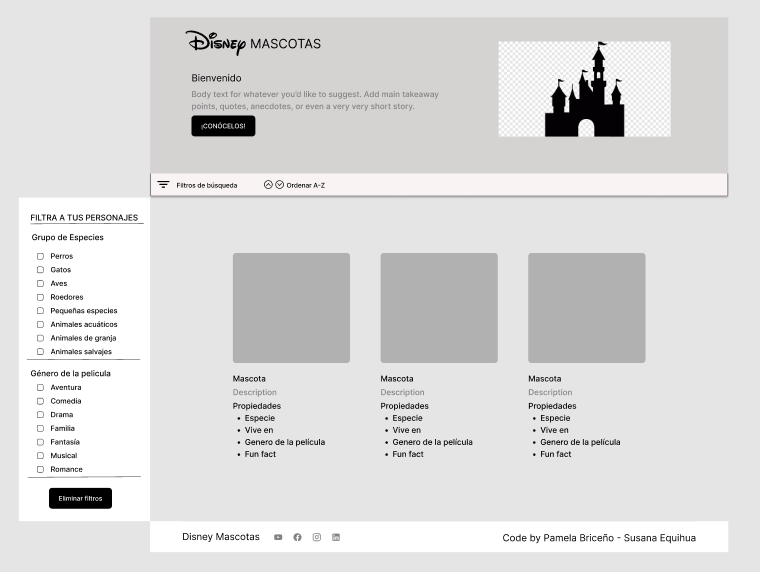 Disney MASCOTAS
Bienvenido
Body text for whatever you'd like to suggest. Add main takeaway
points, quotes, anecdotes, or even a very very short story.
¡CONÓCELOS!
Filtros de búsqueda
Ordenar A-Z
FILTRA A TUS PERSONAJES
Grupo de Especies
Perros
Gatos
Aves
Roedores
Pequeñas especies
Animales acuáticos
Animales de granja
Animales salvajes
Género de la pelicula
Aventura
Comedia
Drama
Familia
Fantasía
Musical
Romance
Eliminar filtros
Mascota
Description
Propiedades
• Especie
• Vive en
• Genero de la película
• Fun fact
Mascota
Description
Propiedades
• Especie
• Vive en
• Genero de la película
• Fun fact
Mascota
Description
Propiedades
• Especie
• Vive en
• Genero de la película
• Fun fact
Disney Mascotas
Code by Pamela Briceño - Susana Equihua